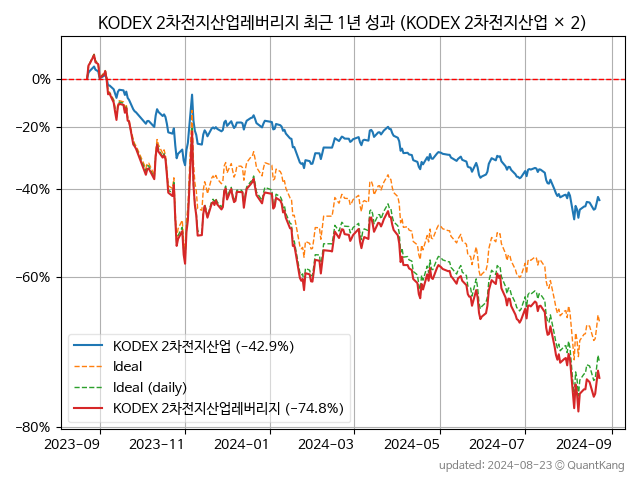 KODEX 2차전지산업레버리지 최근 1년 성과 (KODEX 2차전지산업 × 2)
0%
−20%
−40%
−60%
−80%
KODEX 2차전지산업 (−42.9%)
Ideal
Ideal (daily)
KODEX 2차전지산업레버리지 (−74.8%)
2023-09 2023-11 2024-01 2024-03 2024-05 2024-07 2024-09
updated: 2024-08-23 © QuantKang